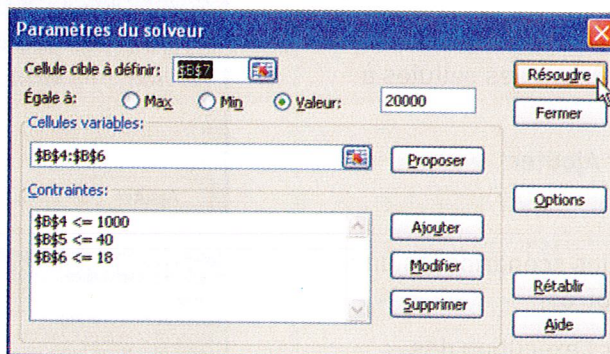 Paramètres du solveur
Cellule cible à définir: $B$7
Résoudre
Égale à: Max Min Valeur: 20000
Fermer
Cellules variables:
$B$4:$B$6
Proposer
Contraintes:
Options
$B$4 <= 1000
$B$5 <= 40
$B$6 <= 18
Ajouter
Modifier
Supprimer
Rétablir
Aide